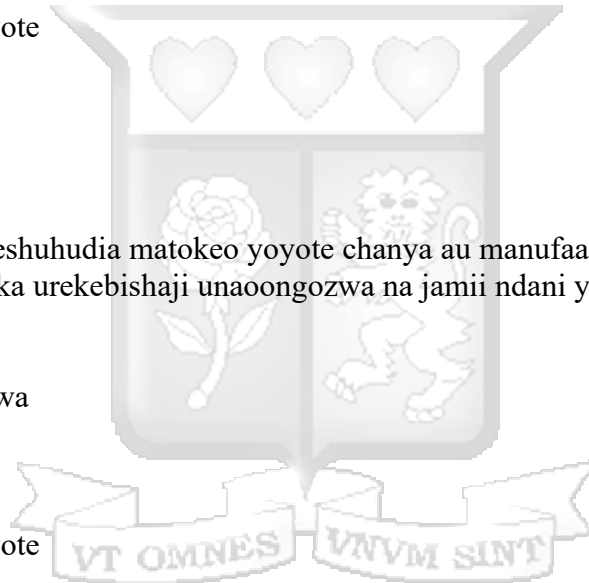 ote
eshuhudia matokeo yoyote chanya au manufaa
ka urekebishaji unaoongozwa na jamii ndani y
wa
ote
VT OMNES VNVM SINT